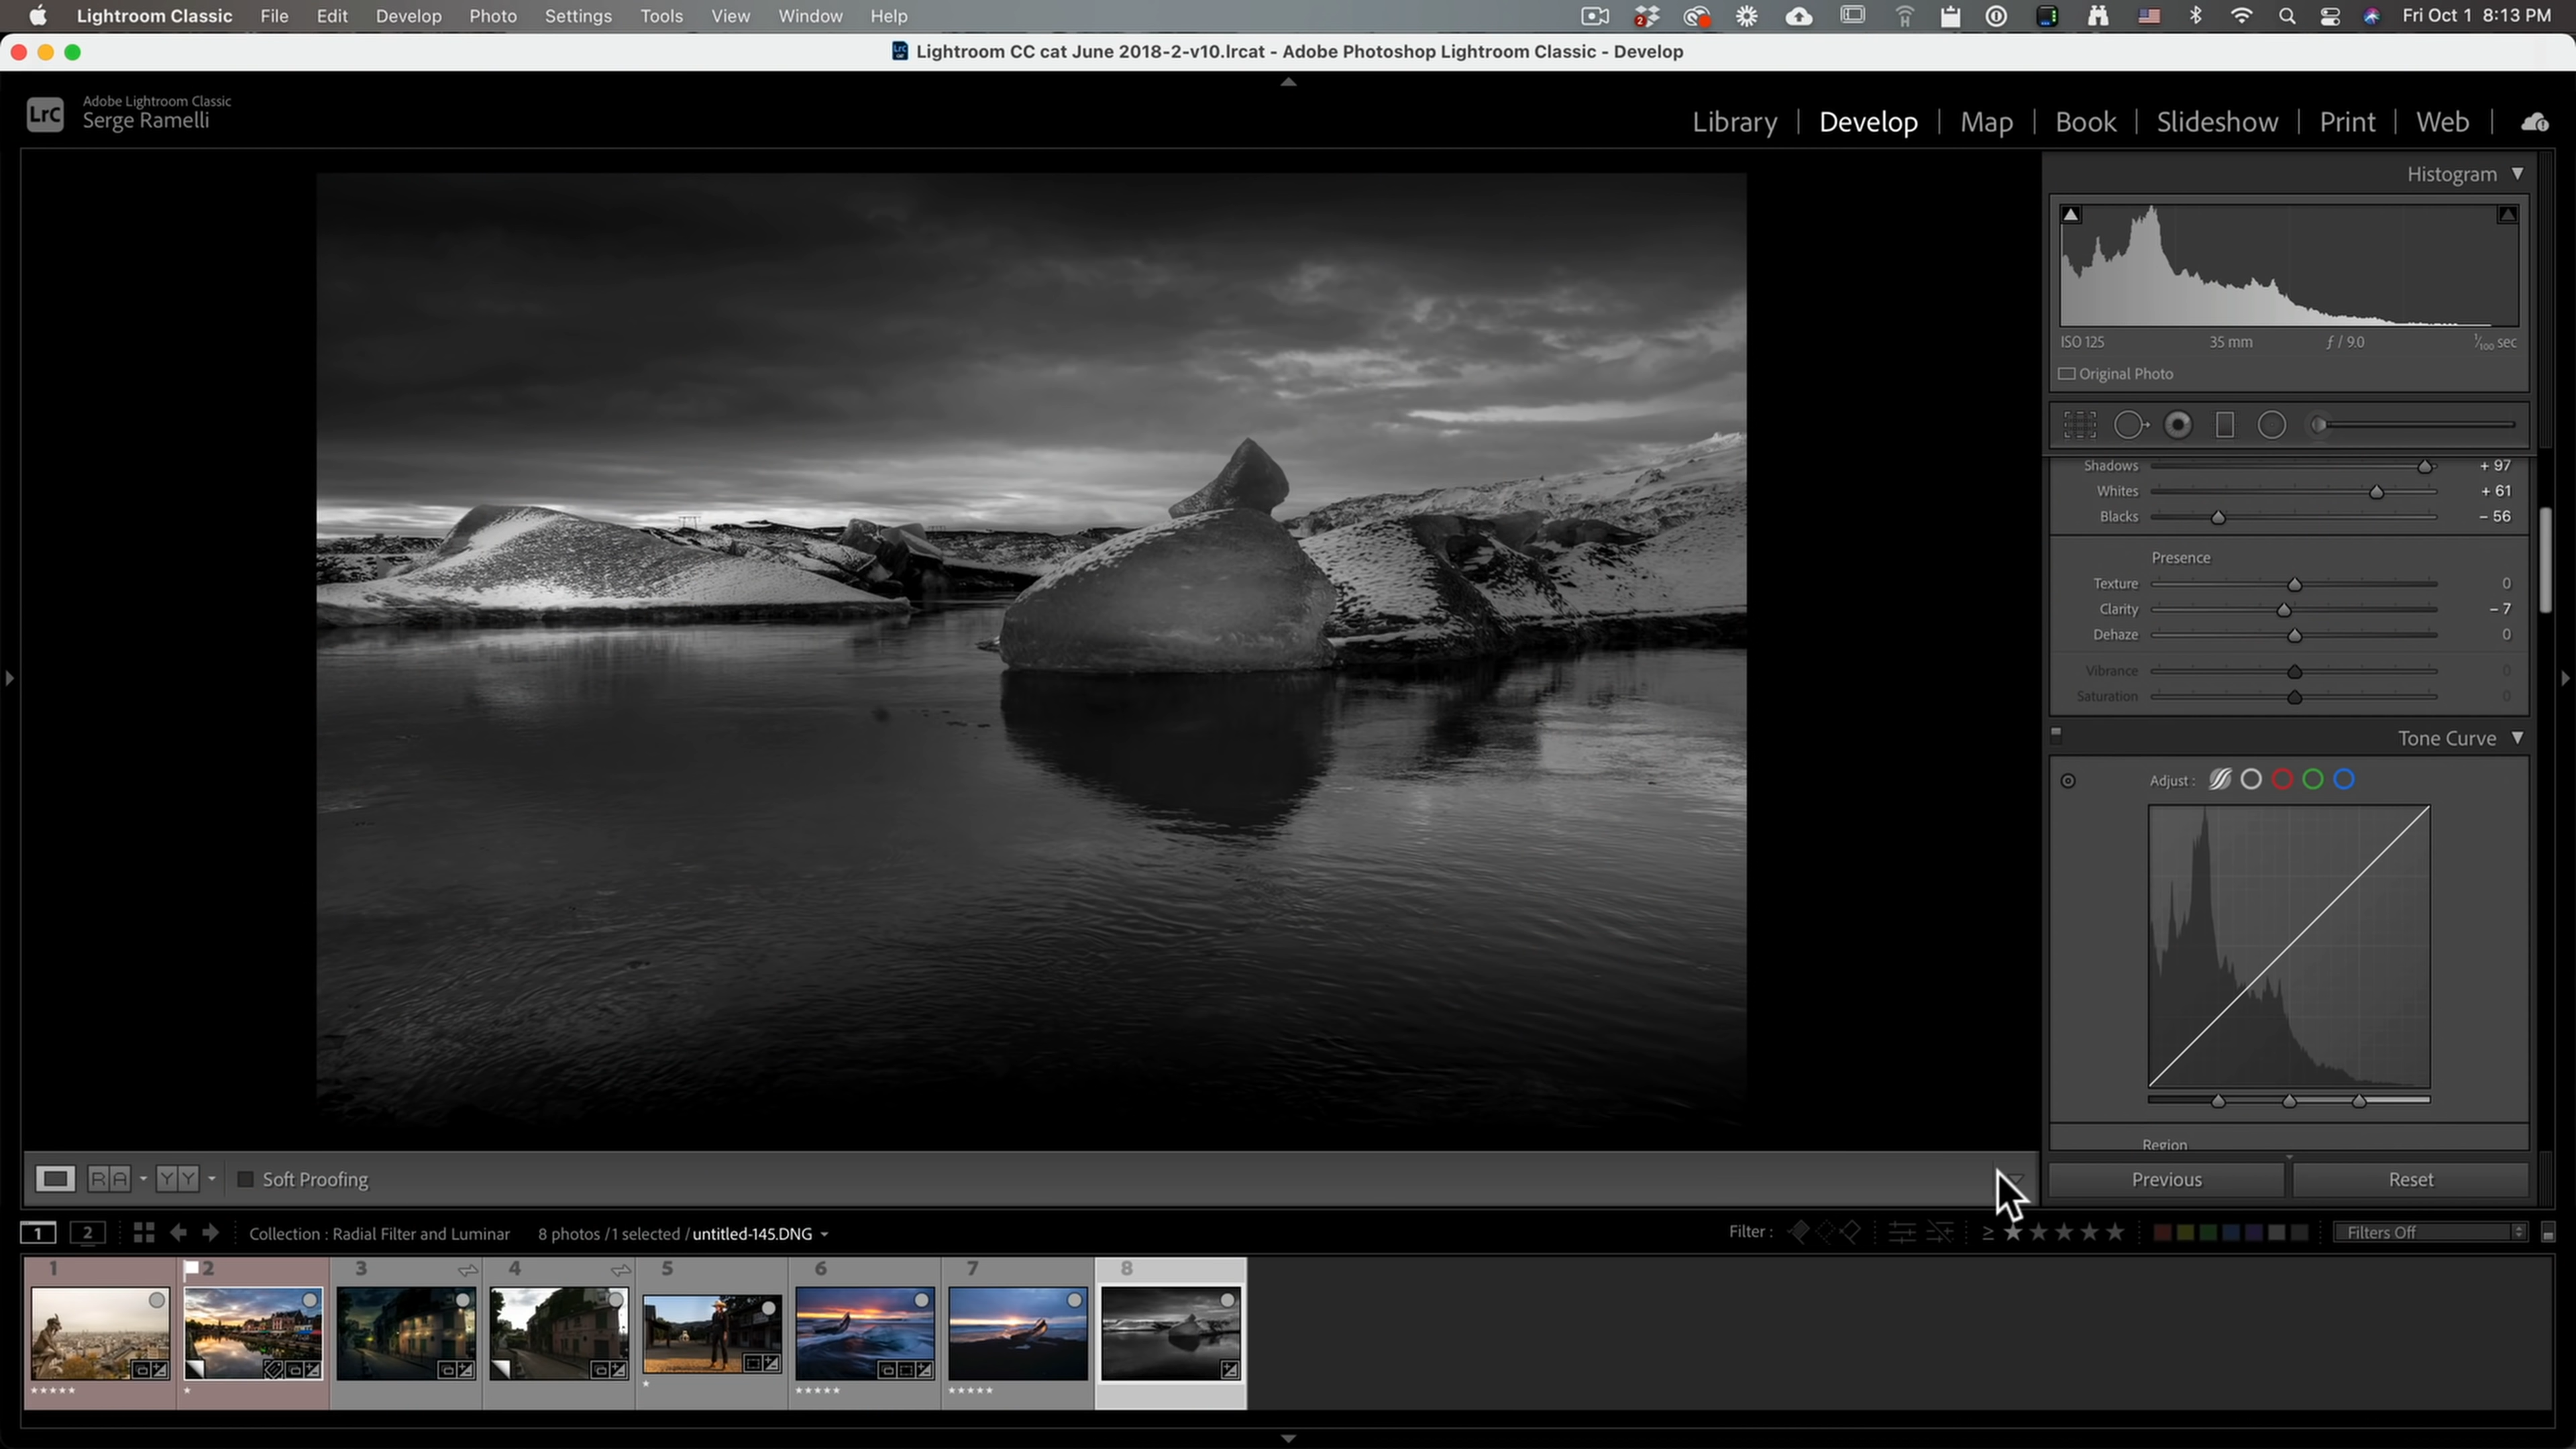 Lightroom Classic File Edit Develop Photo Settings Tools View Window Help Fri Oct 1 8:13 PM
Lightroom CC cat June 2018-2-v10.lrcat - Adobe Photoshop Lightroom Classic - Develop
LrC
Adobe Lightroom Classic
Serge Ramelli
Library | Develop | Map | Book | Slideshow | Print | Web |
Histogram
ISO 125 35 mm ƒ / 9.0 1/100 sec
Original Photo
Shadows + 97
Whites + 61
Blacks - 56
Presence
Texture 0
Clarity - 7
Dehaze 0
Vibrance 0
Saturation 0
Tone Curve
Adjust :
Region
Previous Reset
R A Y Y Soft Proofing
1 2 Collection : Radial Filter and Luminar 8 photos / 1 selected / untitled-145.DNG Filter : ≥ ★★★★★ Filters Off
1 2 3 4 5 6 7 8